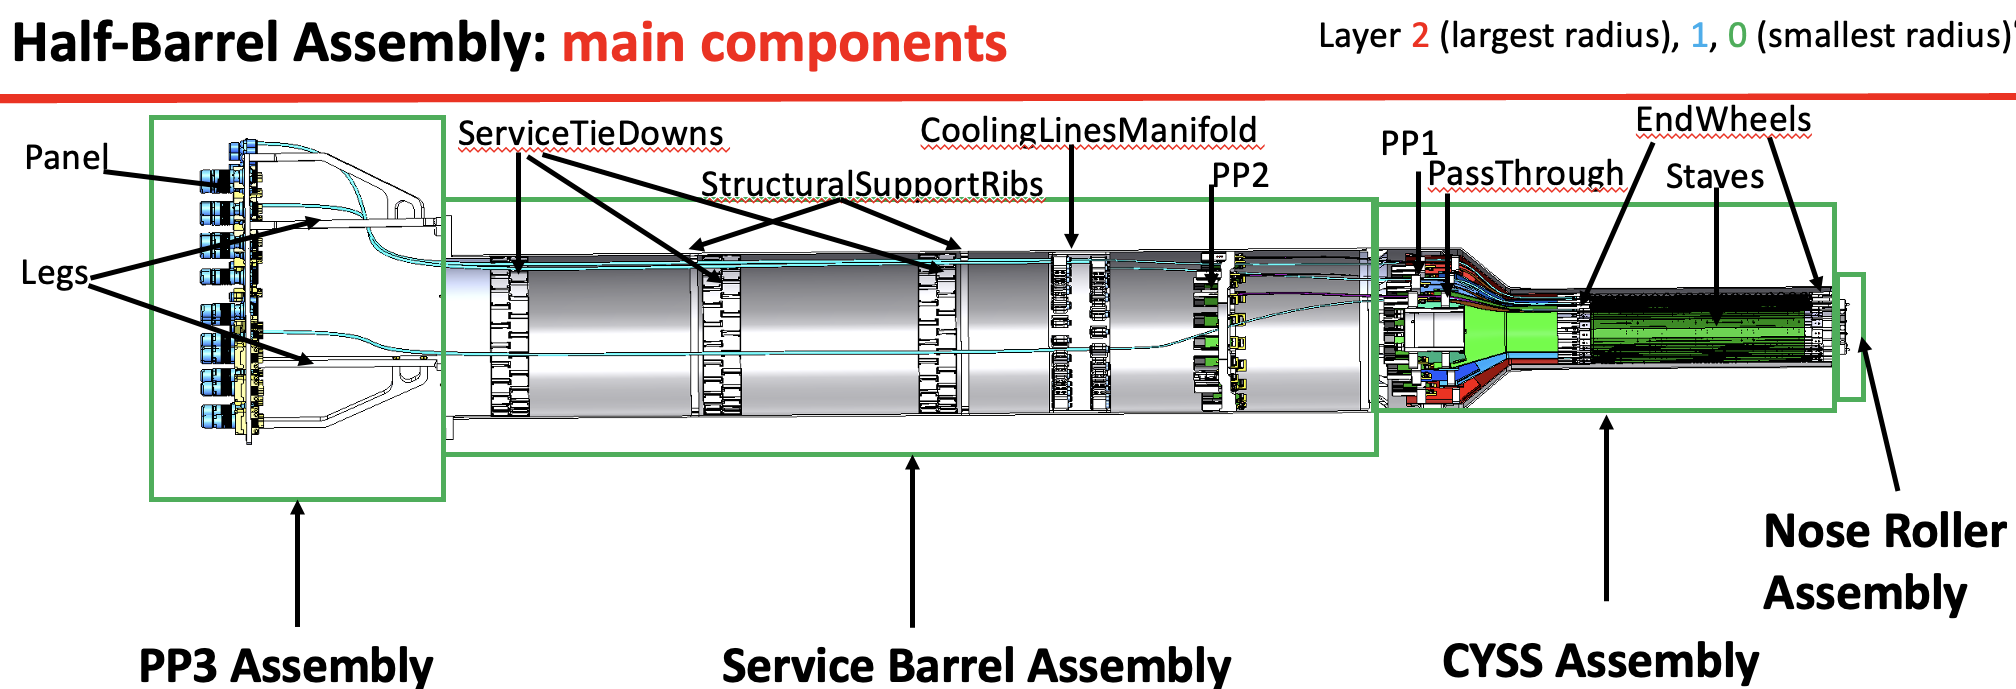 Half-Barrel Assembly: main components
Layer 2 (largest radius), 1, 0 (smallest radius)
EndWheels
ServiceTieDowns
CoolingLinesManifold
PP1
Panel
PassThrough
Staves
StructuralSupportRibs
PP2
Legs
Nose Roller
Assembly
PP3 Assembly
Service Barrel Assembly
CYSS Assembly